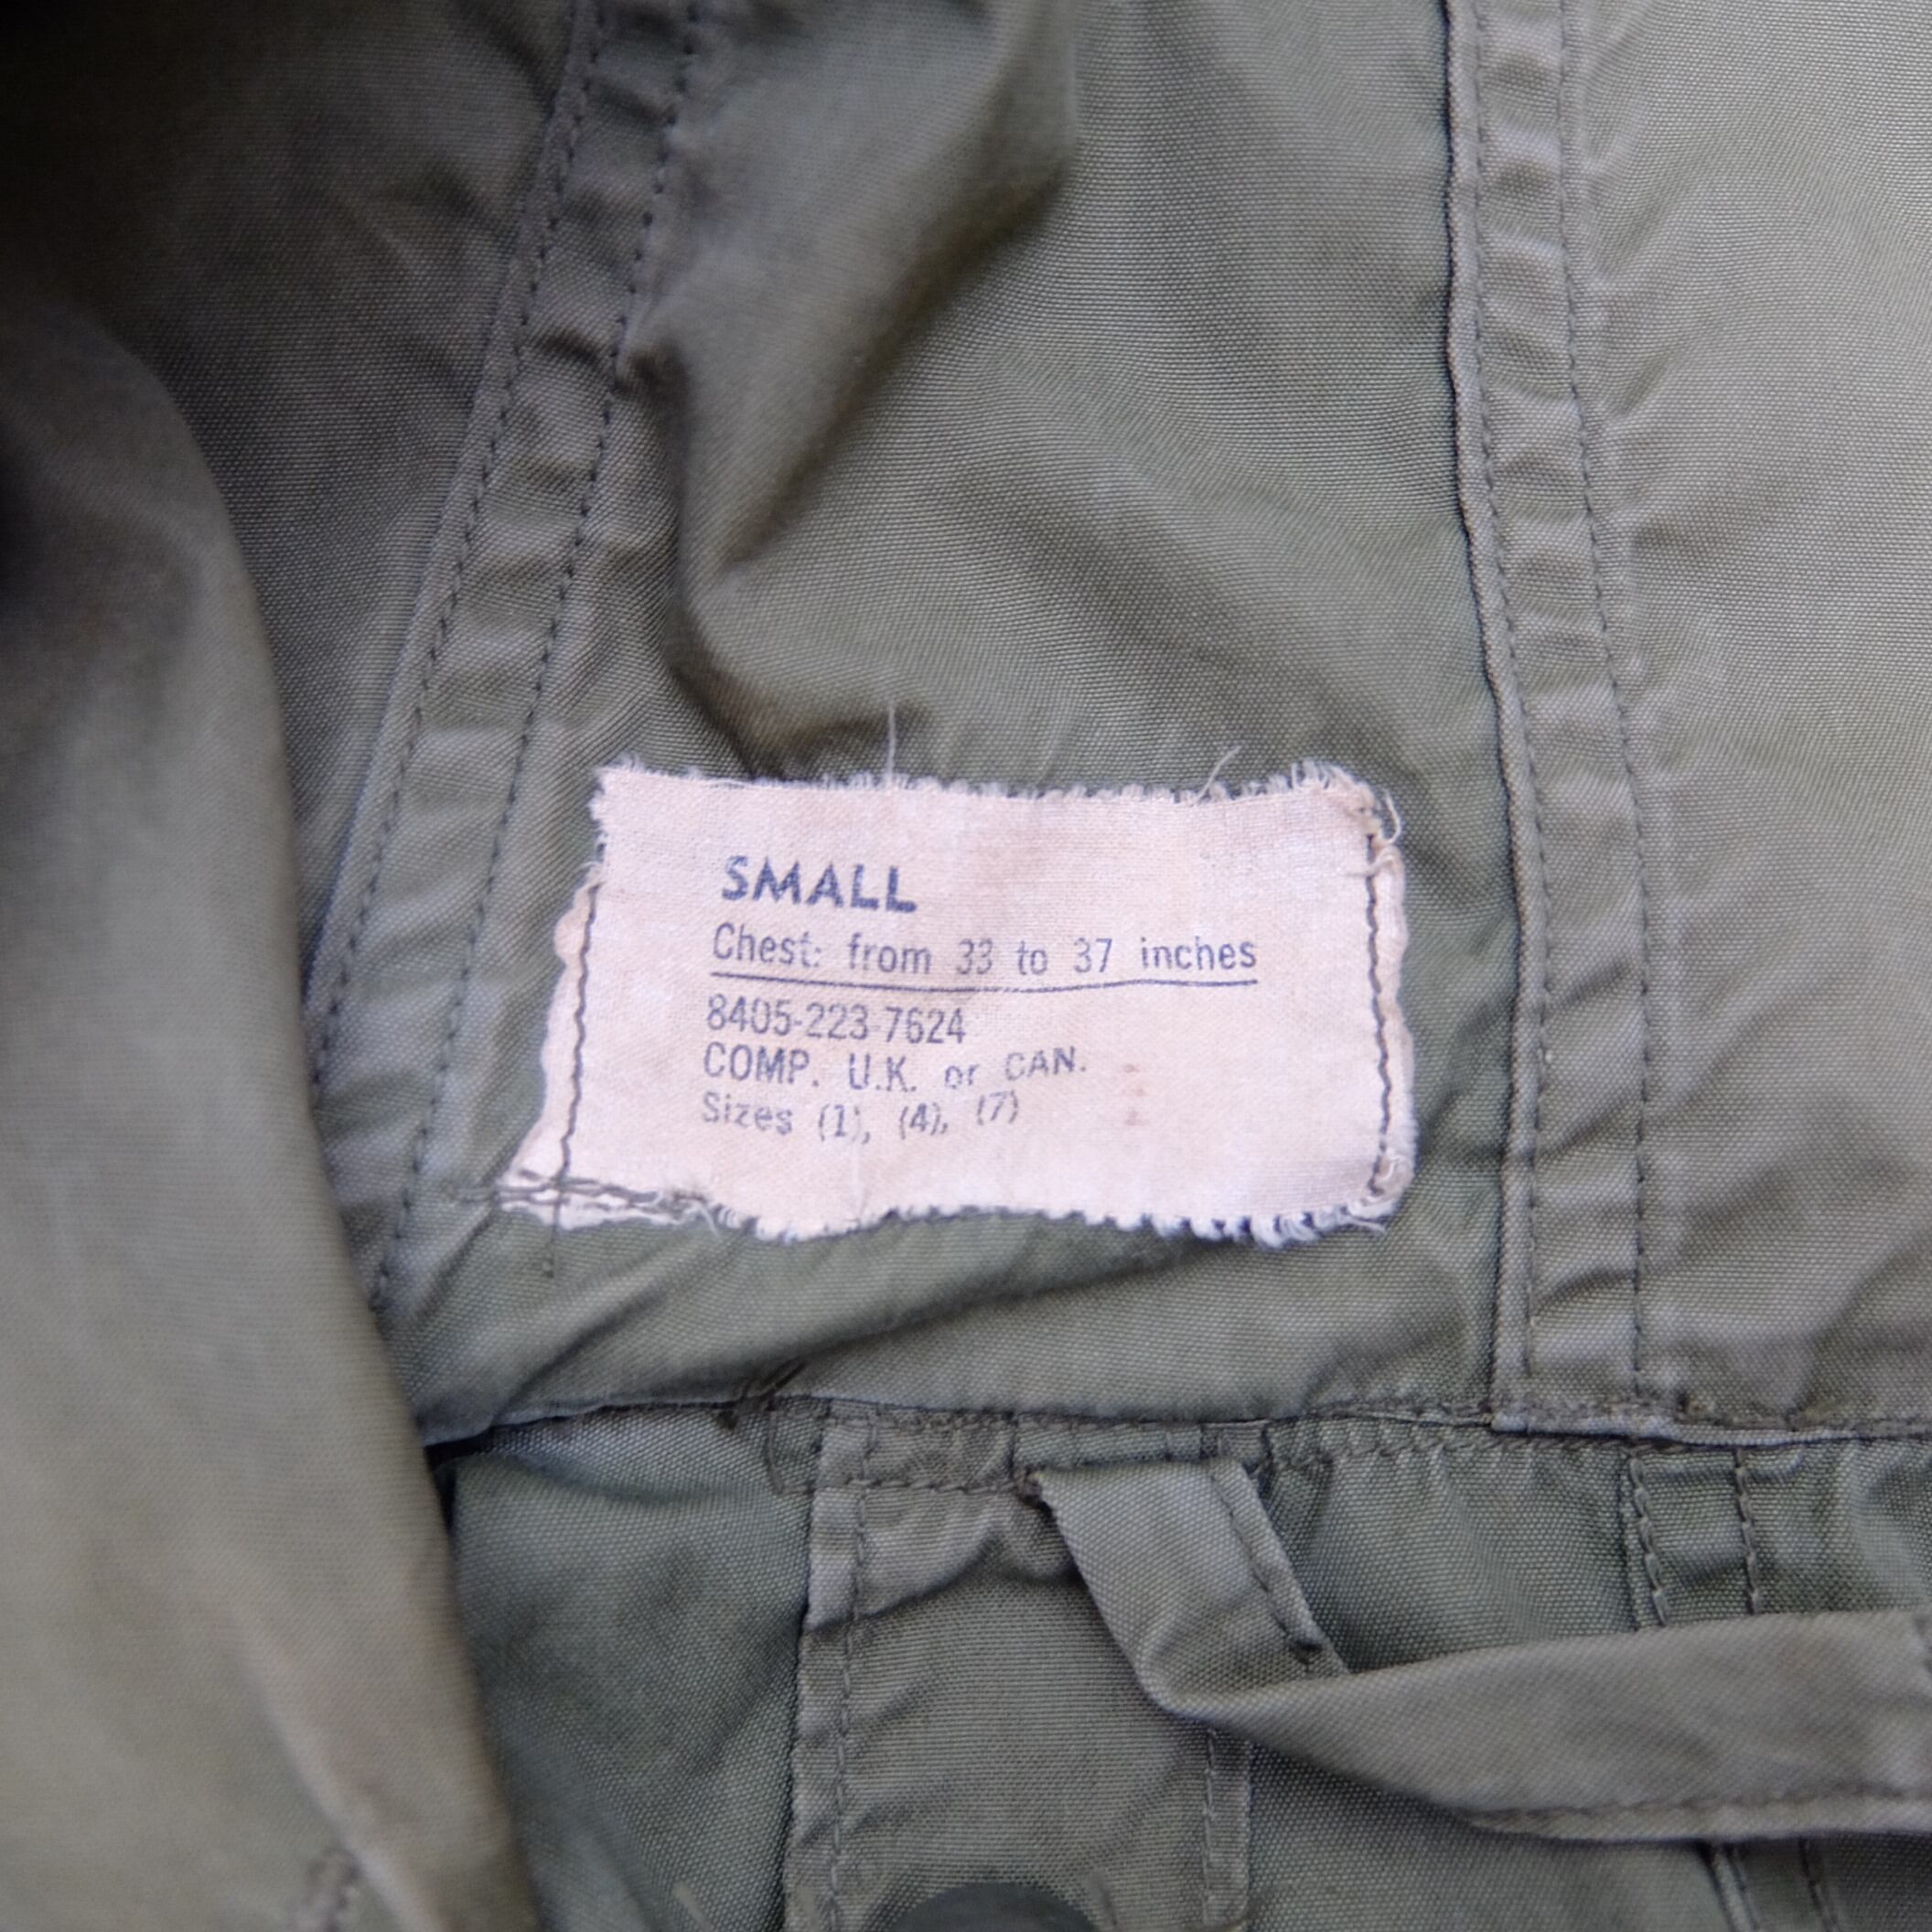 SMALL
Chest: from 33 to 37 inches
8405-223-7624
COMP. U.K. or CAN.
Sizes (1), (4), (7)